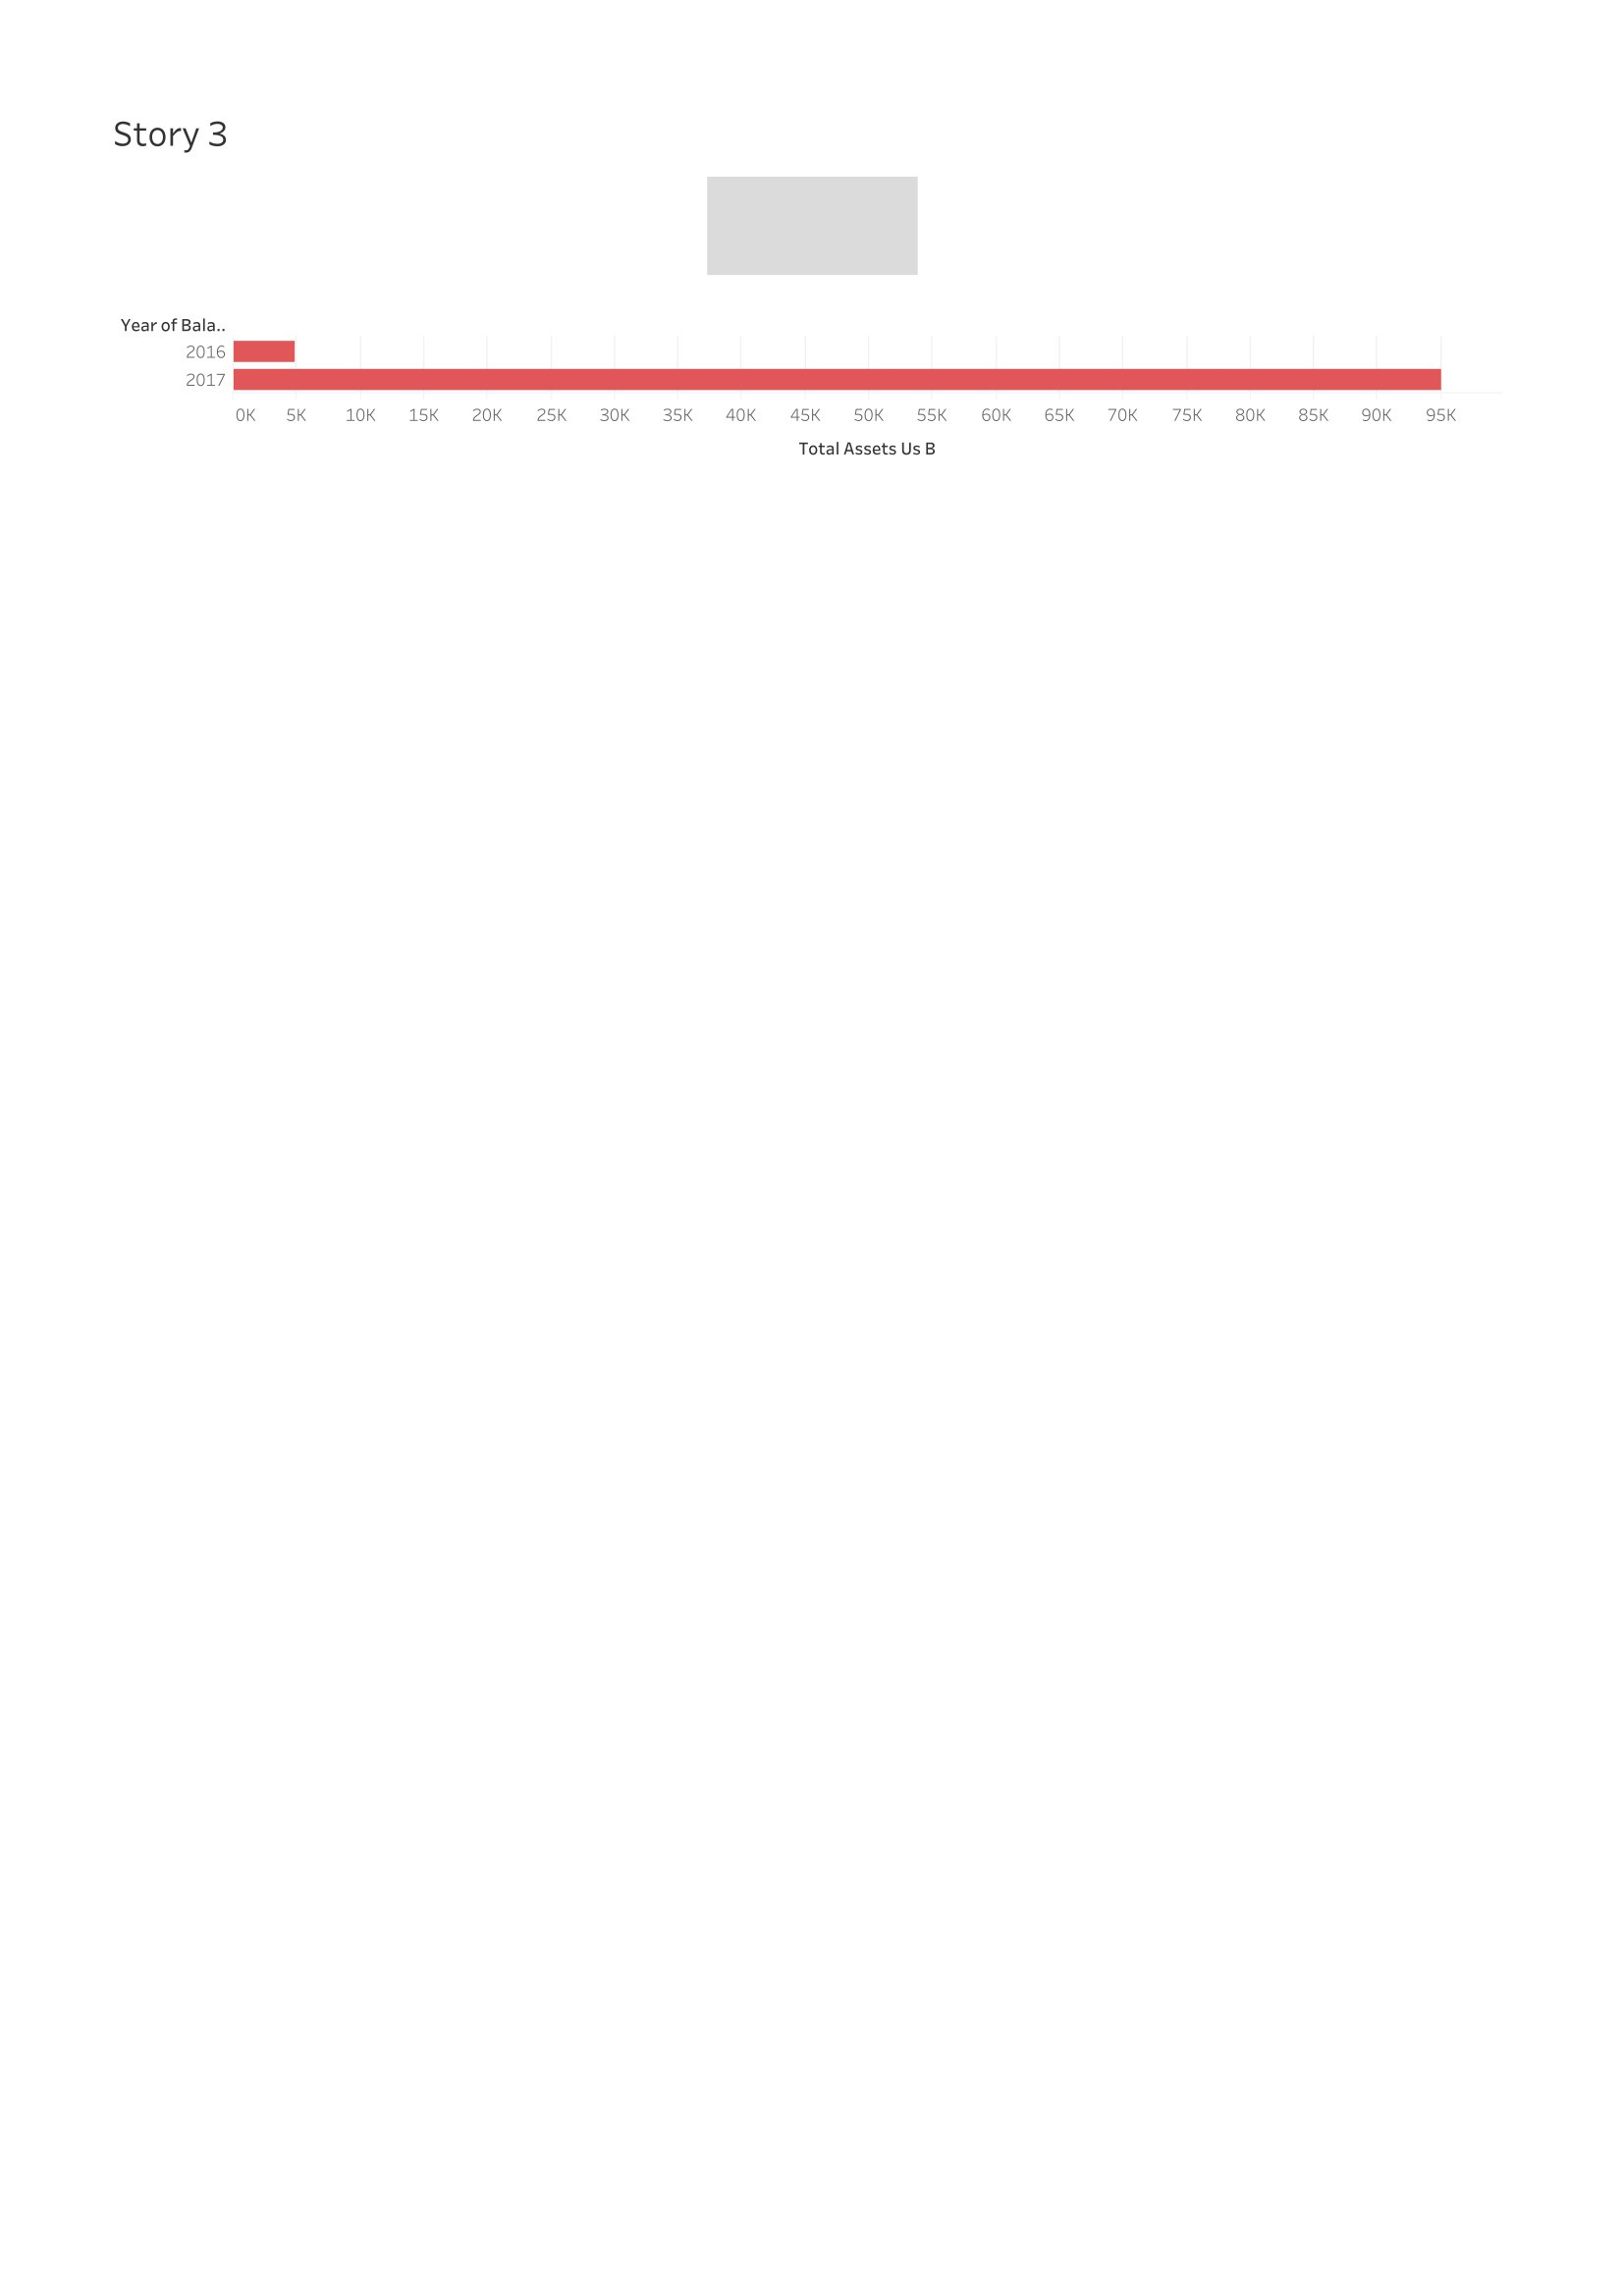 Story 3
Year of Bala..
2016
2017
0K 5K 10K 15K 20K 25K 30K 35K 40K 45K 50K 55K 60K 65K 70K 75K 80K 85K 90K 95K
Total Assets Us B